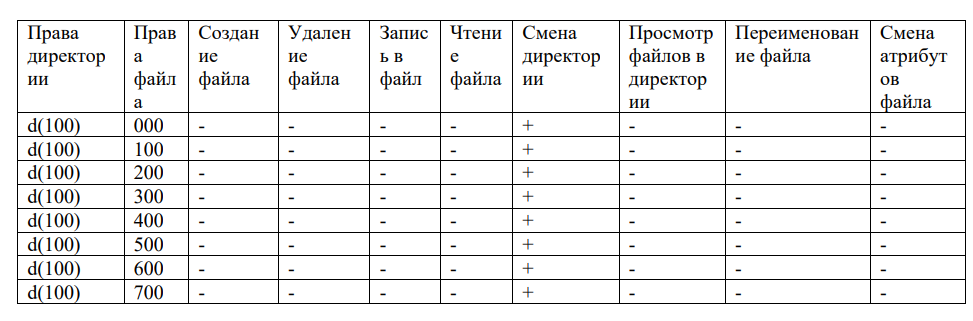 Права директории | Права файла | Создание файла | Удаление файла | Запись в файл | Чтение файла | Смена директории | Просмотр файлов в директории | Переименование файла | Смена атрибутов файла
d(100) | 000 | - | - | - | - | + | - | - | -
d(100) | 100 | - | - | - | - | + | - | - | -
d(100) | 200 | - | - | - | - | + | - | - | -
d(100) | 300 | - | - | - | - | + | - | - | -
d(100) | 400 | - | - | - | - | + | - | - | -
d(100) | 500 | - | - | - | - | + | - | - | -
d(100) | 600 | - | - | - | - | + | - | - | -
d(100) | 700 | - | - | - | - | + | - | - | -